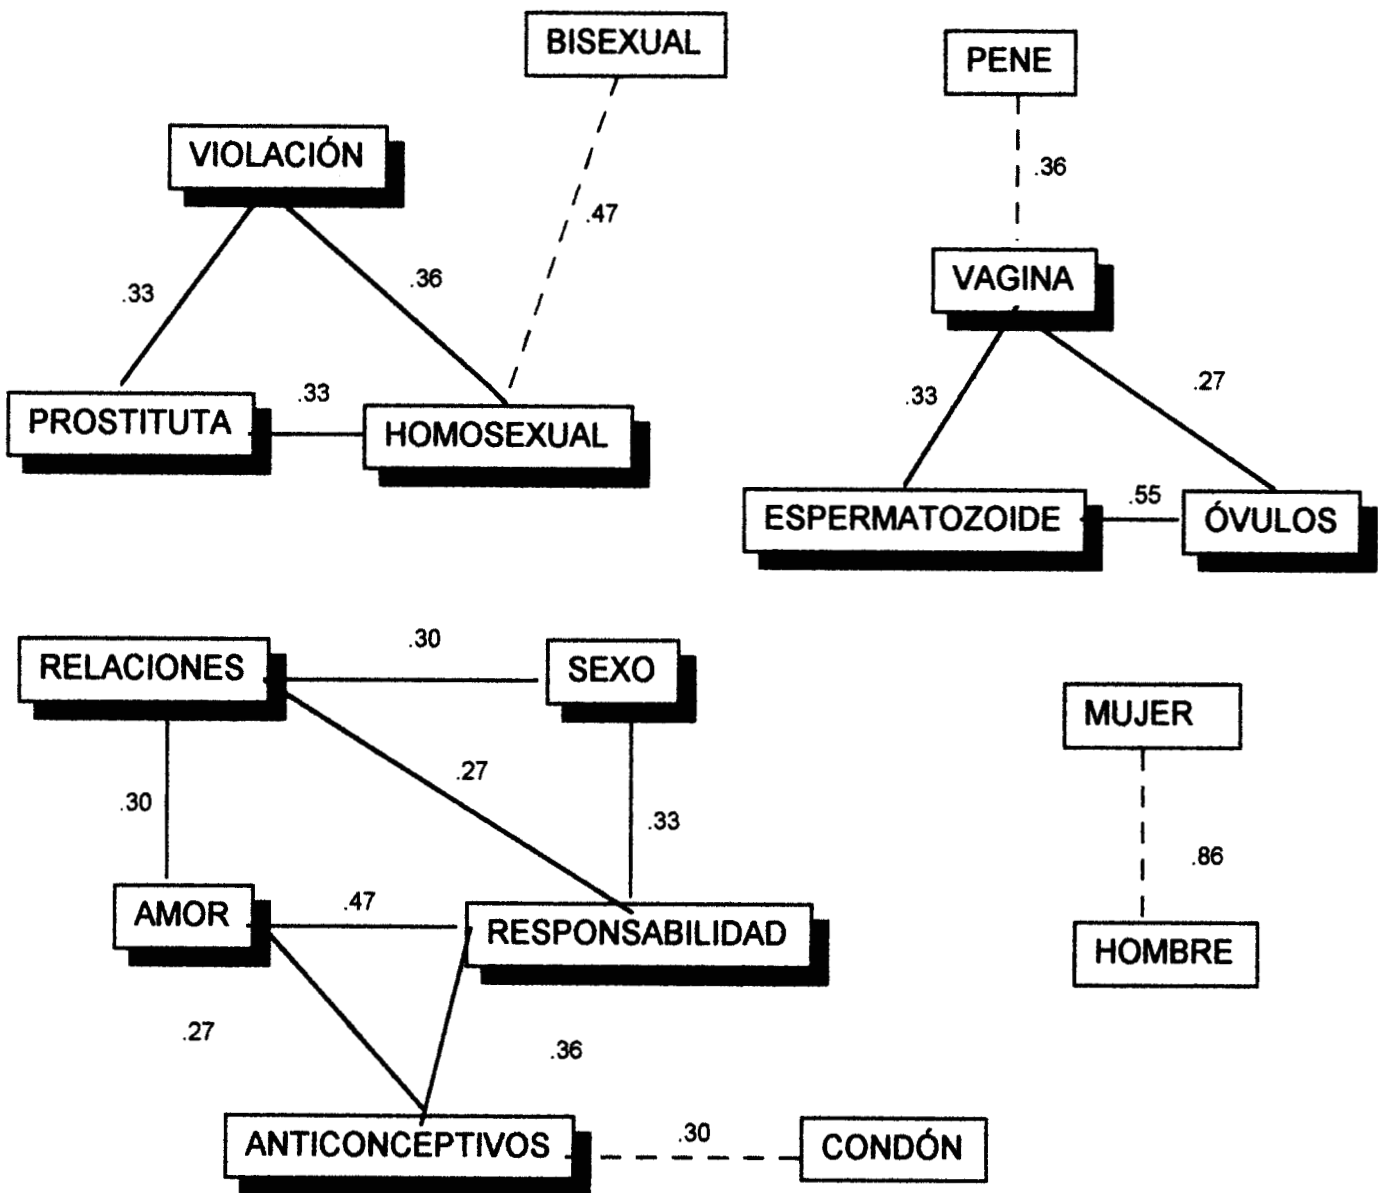 BISEXUAL
PENE
VIOLACIÓN
.36
.47
VAGINA
.33
.36
.33
.27
PROSTITUTA
.33
HOMOSEXUAL
ESPERMATOZOIDE
.55
ÓVULOS
RELACIONES
.30
SEXO
MUJER
.27
.30
.33
.86
AMOR
.47
RESPONSABILIDAD
HOMBRE
.27
.36
ANTICONCEPTIVOS
.30
CONDÓN